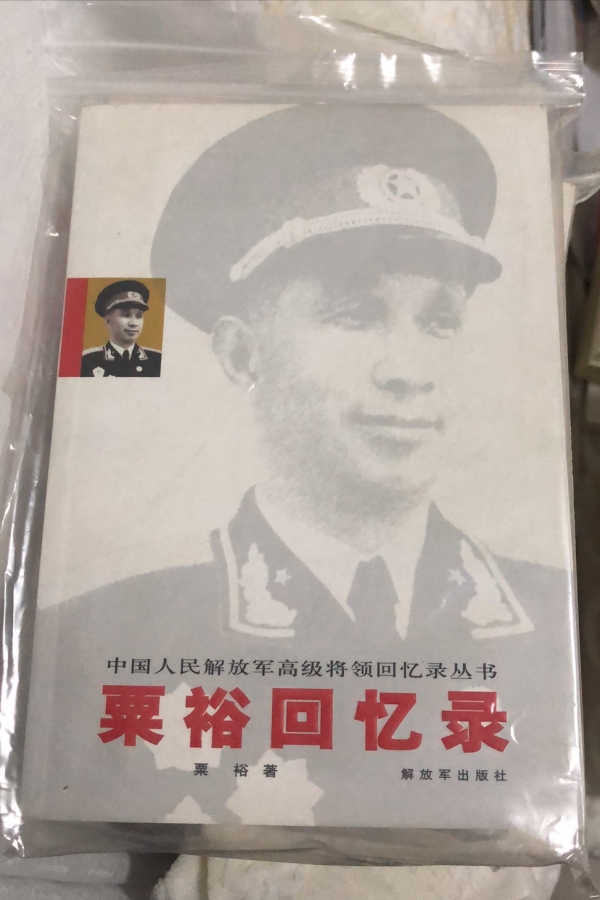 中国人民解放军高级将领回忆录丛书
粟裕回忆录
粟 裕 著
解放军出版社